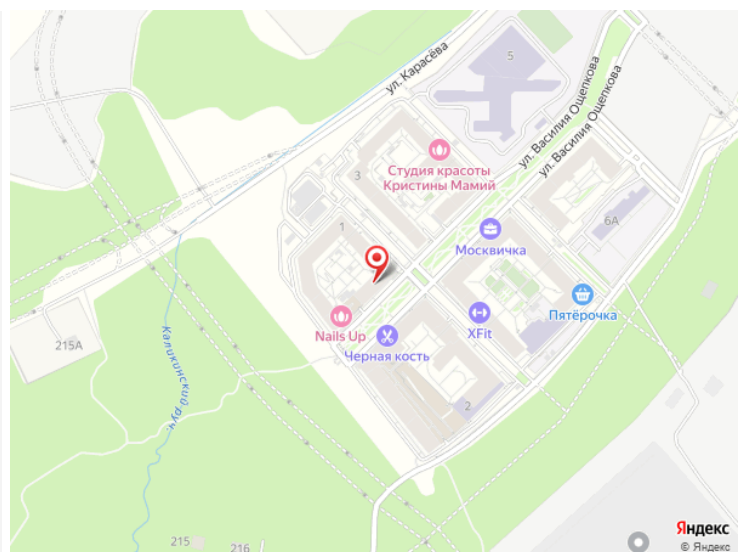 5
ул. Карасёва
ул. Василия Ощепкова
ул. Василия Ощепкова
3
Студия красоты
Кристины Мамий
6А
1
Москвичка
Пятёрочка
Nails Up
XFit
215А
Черная кость
2
Каликинский руч.
215
216
Яндекс
© Яндекс